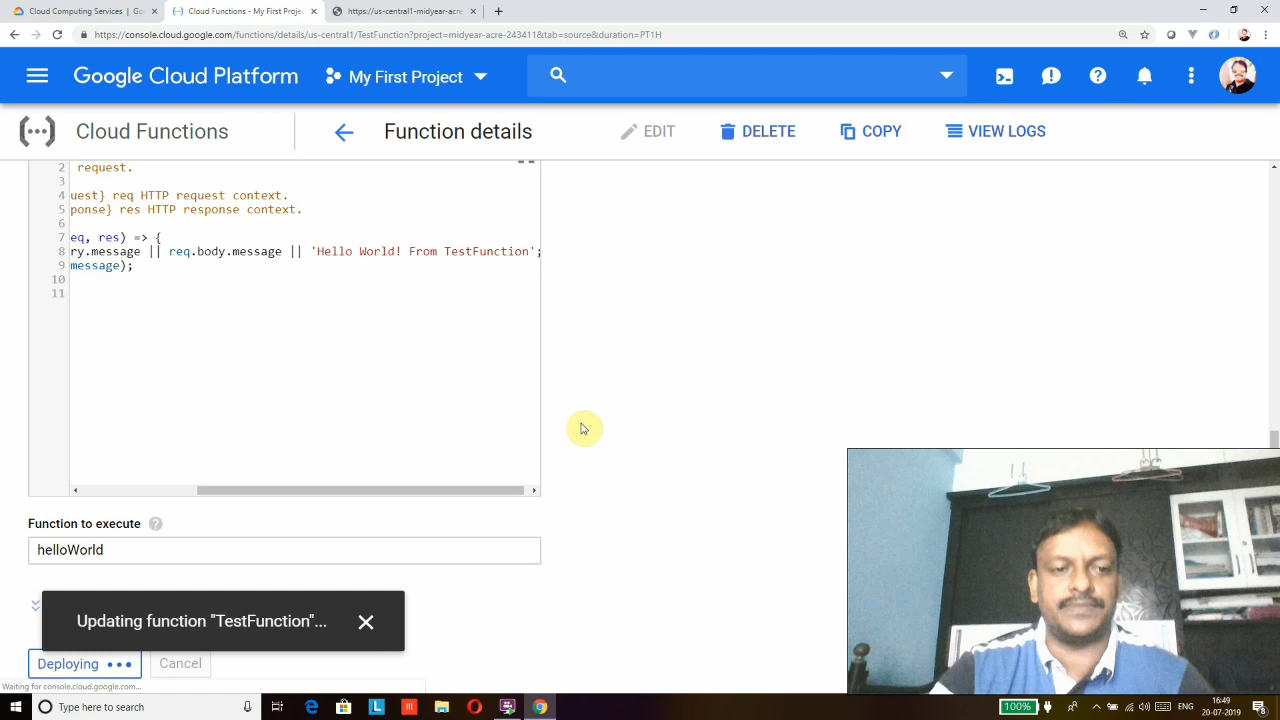 Cloud Computing Services | Go
Cloud Functions - My First Projec
https://us-central1-midyear-acre-
https://console.cloud.google.com/functions/details/us-central1/TestFunction?project=midyear-acre-243411&tab=source&duration=PT1H
Google Cloud Platform
My First Project
Cloud Functions
Function details
EDIT
DELETE
COPY
VIEW LOGS
2 request.
3
4 uest} req HTTP request context.
5 ponse} res HTTP response context.
6
7 eq, res) => {
8 ry.message || req.body.message || 'Hello World! From TestFunction';
9 message);
10
11
Function to execute
helloWorld
Updating function "TestFunction"...
Deploying
Cancel
Waiting for console.cloud.google.com...
Type here to search
100%
16:49
20-07-2019
8